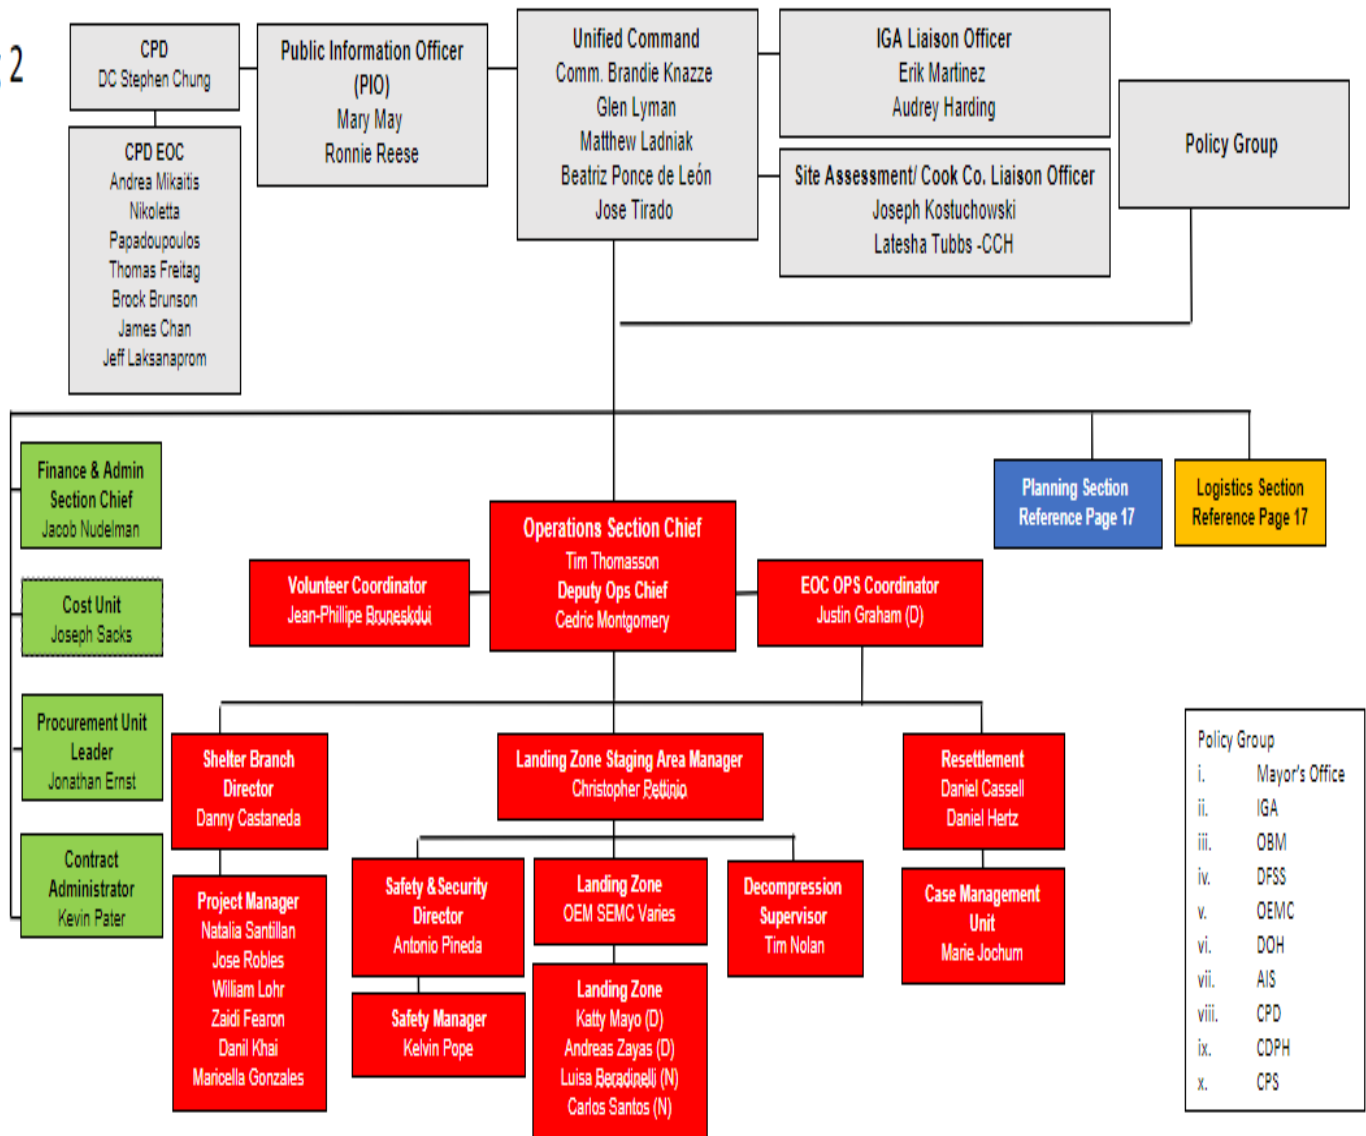 2
CPD
DC Stephen Chung
Public Information Officer
(PIO)
Mary May
Ronnie Reese
Unified Command
Comm. Brandie Knazze
Glen Lyman
Matthew Ladniak
Beatriz Ponce de León
Jose Tirado
IGA Liaison Officer
Erik Martinez
Audrey Harding
Site Assessment/ Cook Co. Liaison Officer
Joseph Kostuchowski
Latesha Tubbs -CCH
Policy Group
CPD EOC
Andrea Mikaitis
Nikoletta
Papadoupoulos
Thomas Freitag
Brock Brunson
James Chan
Jeff Laksanaprom
Finance & Admin
Section Chief
Jacob Nudelman
Cost Unit
Joseph Sacks
Procurement Unit
Leader
Jonathan Ernst
Contract
Administrator
Kevin Pater
Planning Section
Reference Page 17
Logistics Section
Reference Page 17
Operations Section Chief
Tim Thomasson
Deputy Ops Chief
Cedric Montgomery
Volunteer Coordinator
Jean-Phillipe Bruneskdui
EOC OPS Coordinator
Justin Graham (D)
Shelter Branch
Director
Danny Castaneda
Project Manager
Natalia Santillan
Jose Robles
William Lohr
Zaidi Fearon
Danil Khai
Maricella Gonzales
Landing Zone Staging Area Manager
Christopher Pettinio
Safety & Security
Director
Antonio Pineda
Safety Manager
Kelvin Pope
Landing Zone
OEM SEMC Varies
Landing Zone
Katty Mayo (D)
Andreas Zayas (D)
Luisa Beradinelli (N)
Carlos Santos (N)
Decompression
Supervisor
Tim Nolan
Resettlement
Daniel Cassell
Daniel Hertz
Case Management
Unit
Marie Jochum
Policy Group
i. Mayor's Office
ii. IGA
iii. OBM
iv. DFSS
v. OEMC
vi. DOH
vii. AIS
viii. CPD
ix. CDPH
x. CPS